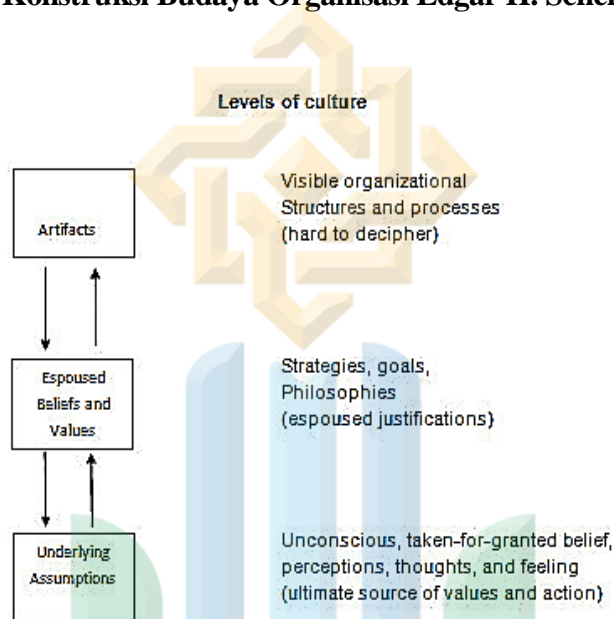 Konstruksi Budaya Organisasi Edgar H.
Levels of culture
Artifacts
Visible organizational
Structures and processes
(hard to decipher)
Espoused
Beliefs and
Values
Strategies, goals,
Philosophies
(espoused justifications)
Underlying
Assumptions
Unconscious, taken-for-granted belief,
perceptions, thoughts, and feeling
(ultimate source of values and action)